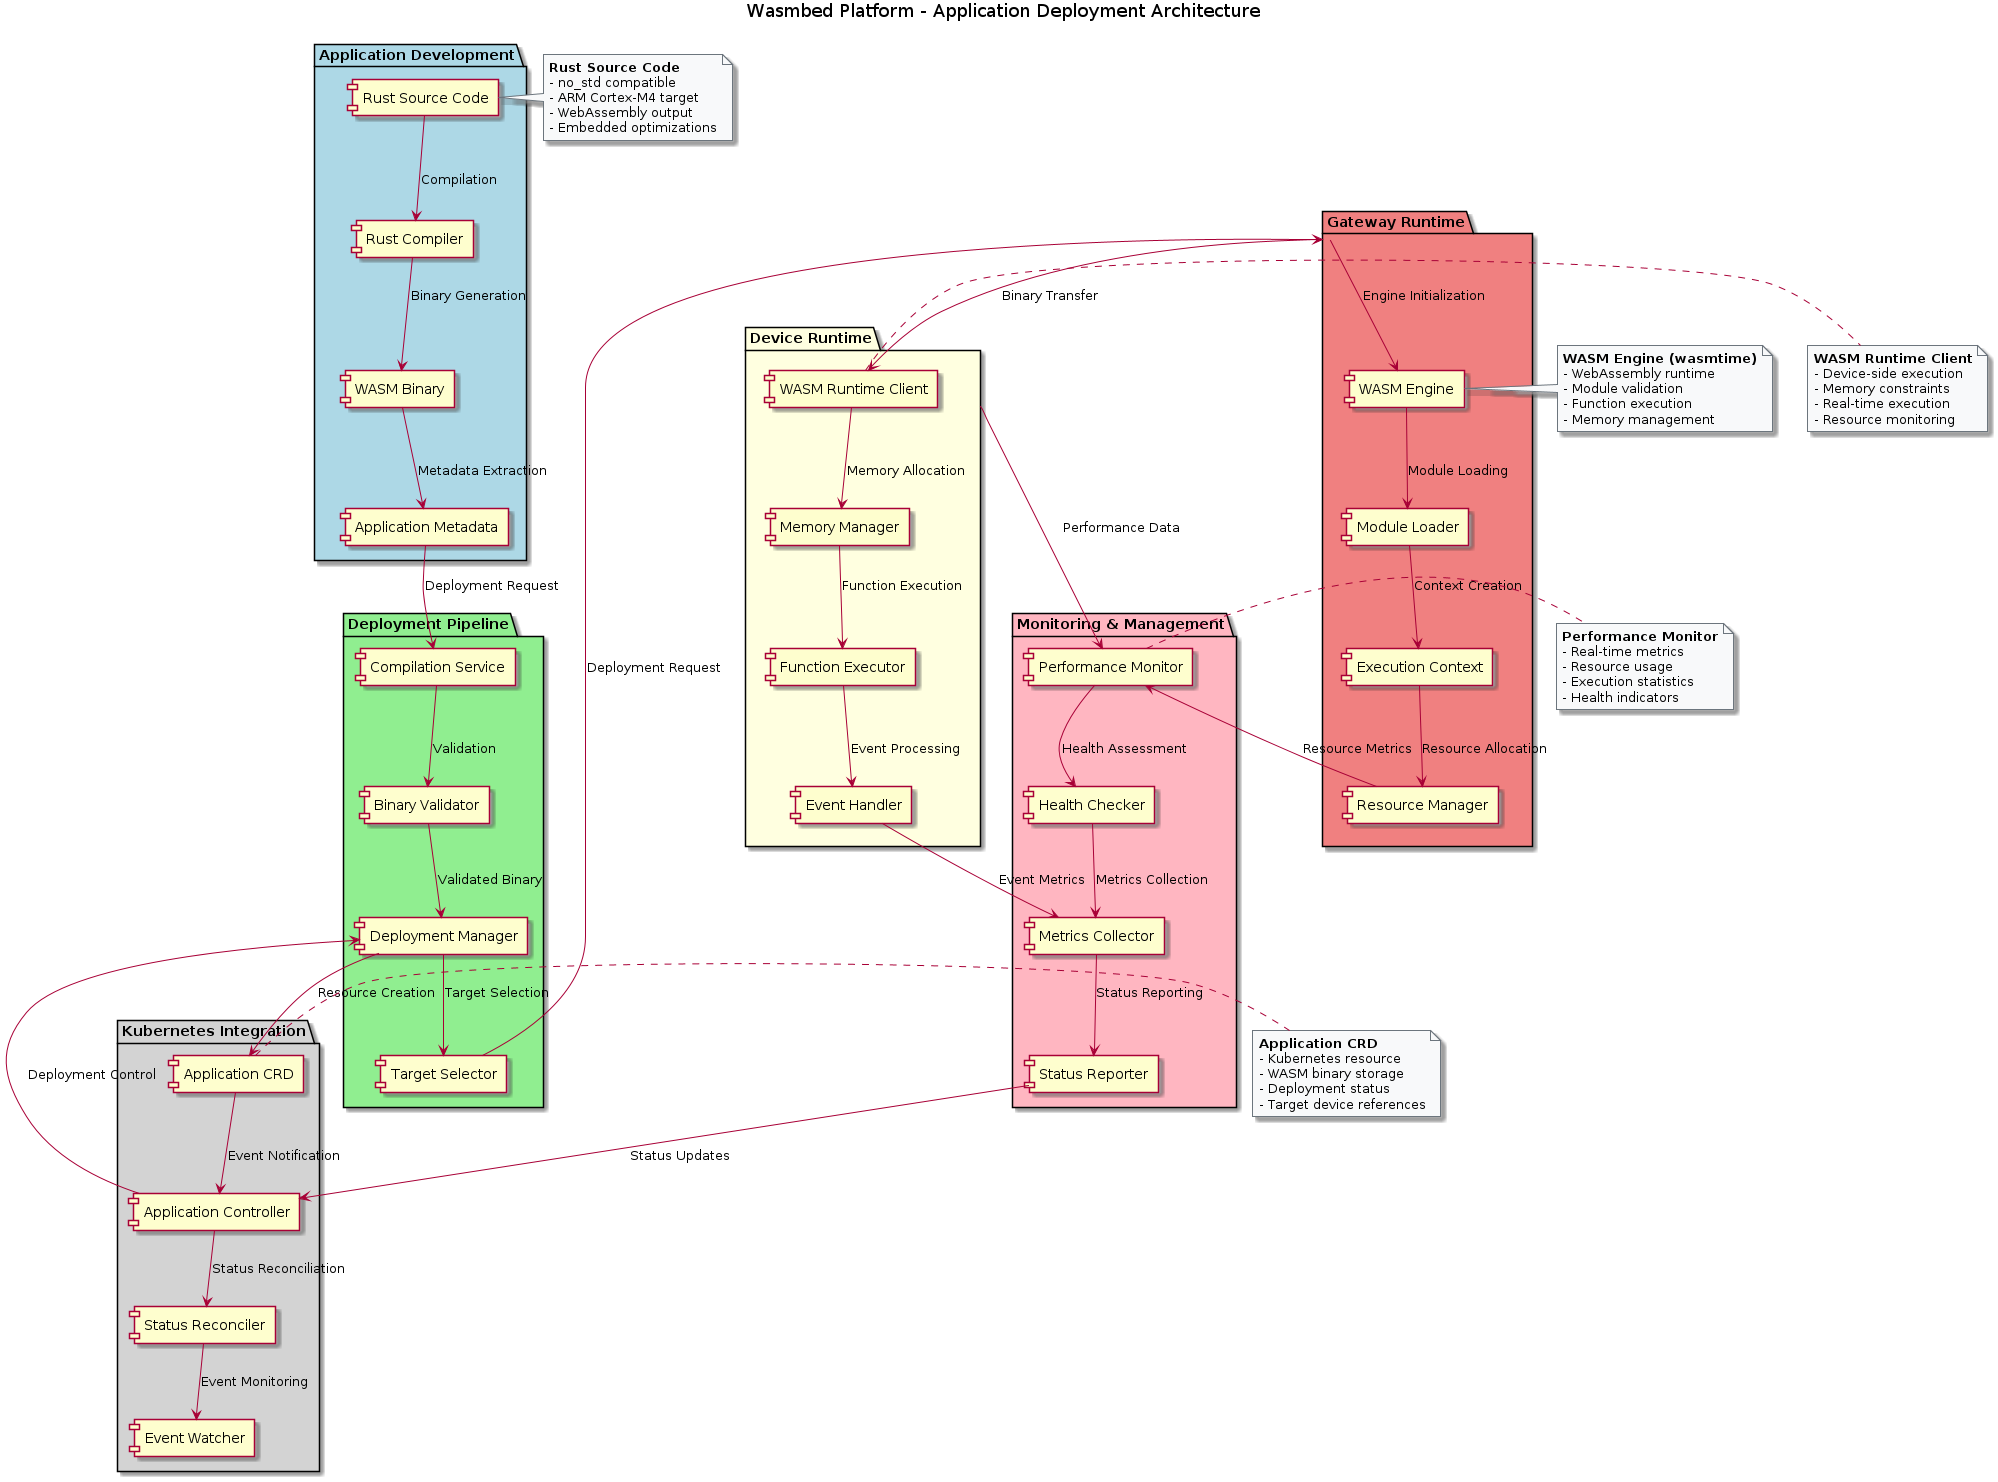 Wasmbed Platform - Application Deployment Architecture
Application Development
Rust Source Code
Compilation
Rust Compiler
Binary Generation
WASM Binary
Metadata Extraction
Application Metadata
Rust Source Code
- no_std compatible
- ARM Cortex-M4 target
- WebAssembly output
- Embedded optimizations
Deployment Request
Deployment Pipeline
Compilation Service
Validation
Binary Validator
Validated Binary
Deployment Manager
Resource Creation
Target Selection
Target Selector
Deployment Request
Kubernetes Integration
Application CRD
Deployment Control
Event Notification
Application Controller
Status Reconciliation
Status Reconciler
Event Monitoring
Event Watcher
Status Updates
Device Runtime
WASM Runtime Client
Memory Allocation
Memory Manager
Function Execution
Function Executor
Event Processing
Event Handler
Binary Transfer
Performance Data
Event Metrics
Monitoring & Management
Performance Monitor
Health Assessment
Health Checker
Metrics Collection
Metrics Collector
Status Reporting
Status Reporter
Gateway Runtime
Engine Initialization
WASM Engine
Module Loading
Module Loader
Context Creation
Execution Context
Resource Metrics
Resource Allocation
Resource Manager
WASM Engine (wasmtime)
- WebAssembly runtime
- Module validation
- Function execution
- Memory management
WASM Runtime Client
- Device-side execution
- Memory constraints
- Real-time execution
- Resource monitoring
Performance Monitor
- Real-time metrics
- Resource usage
- Execution statistics
- Health indicators
Application CRD
- Kubernetes resource
- WASM binary storage
- Deployment status
- Target device references